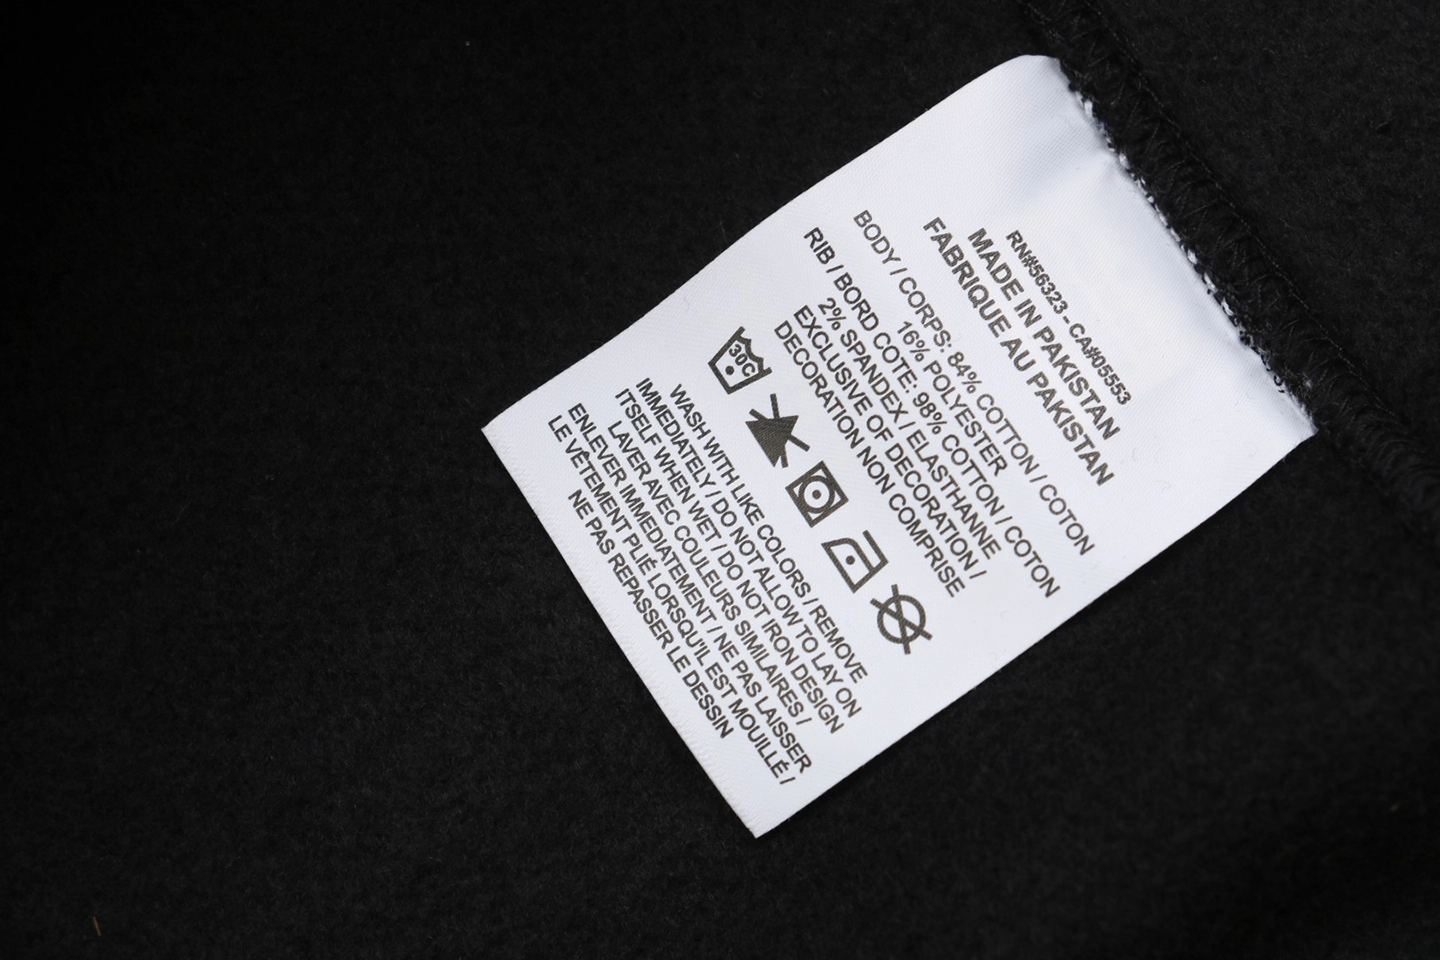 RN#56323 - CA#05553
MADE IN PAKISTAN
FABRIQUE AU PAKISTAN
BODY / CORPS: 84% COTTON / COTON
16% POLYESTER
RIB / BORD COTE: 98% COTTON / COTON
2% SPANDEX / ELASTHANNE
EXCLUSIVE OF DECORATION /
DECORATION NON COMPRISE
30C
WASH WITH LIKE COLORS / REMOVE
IMMEDIATELY / DO NOT ALLOW TO LAY ON
ITSELF WHEN WET / DO NOT IRON DESIGN
LAVER AVEC COULEURS SIMILAIRES /
ENLEVER IMMEDIATEMENT / NE PAS LAISSER
LE VÊTEMENT PLIÉ LORSQU'IL EST MOUILLÉ /
NE PAS REPASSER LE DESSIN